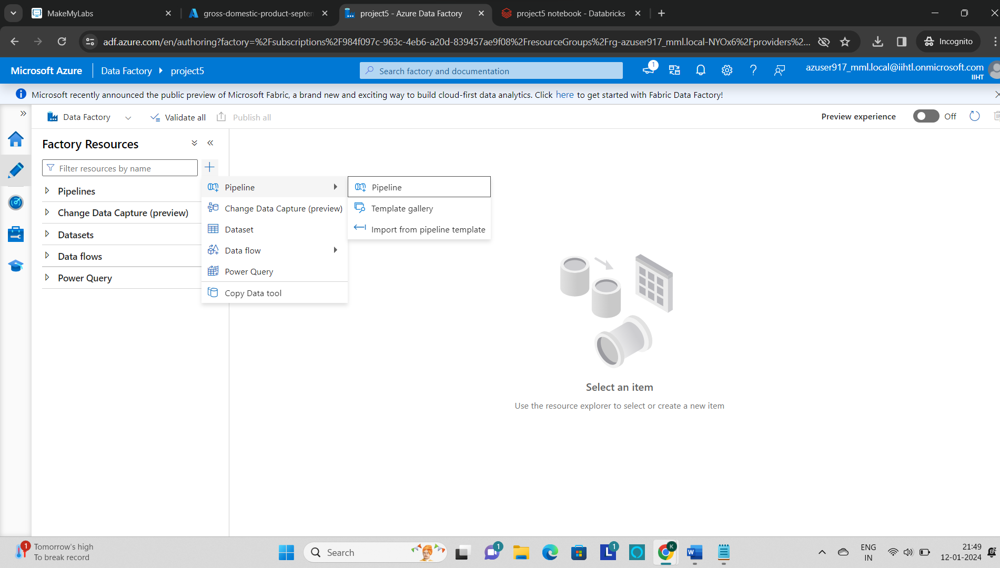 MakeMyLabs
gross-domestic-product-septem
project5 - Azure Data Factory
project5 notebook - Databricks
adf.azure.com/en/authoring?factory=%2Fsubscriptions%2F984f097c-963c-4eb6-a20d-839457ae9f08%2FresourceGroups%2Frg-azuser917_mml.local-NYOx6%2Fproviders%2...
Incognito
Microsoft Azure
Data Factory
project5
Search factory and documentation
1
azuser917_mml.local@iihtl.onmicrosoft.com
IIHT
Microsoft recently announced the public preview of Microsoft Fabric, a brand new and exciting way to build cloud-first data analytics. Click here to get started with Fabric Data Factory!
Data Factory
Validate all
Publish all
Preview experience
Off
Factory Resources
Filter resources by name
Pipelines
Change Data Capture (preview)
Datasets
Data flows
Power Query
Pipeline
Change Data Capture (preview)
Dataset
Data flow
Power Query
Copy Data tool
Pipeline
Template gallery
Import from pipeline template
Select an item
Use the resource explorer to select or create a new item
1
Tomorrow's high
To break record
Search
1
L
1
K
W
ENG
IN
21:49
12-01-2024